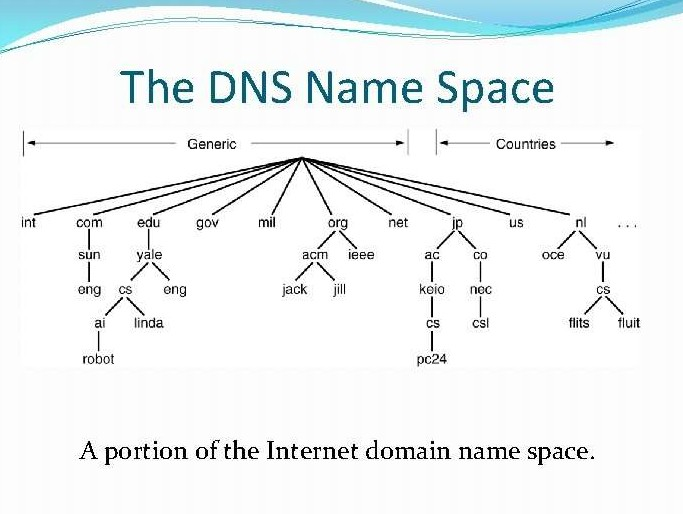 The DNS Name Space
Generic Countries
int com edu gov mil org net jp us nl ...
sun yale acm ieee ac co oce vu
eng cs eng jack jill keio nec cs
ai linda cs csl flits fluit
robot pc24
A portion of the Internet domain name space.